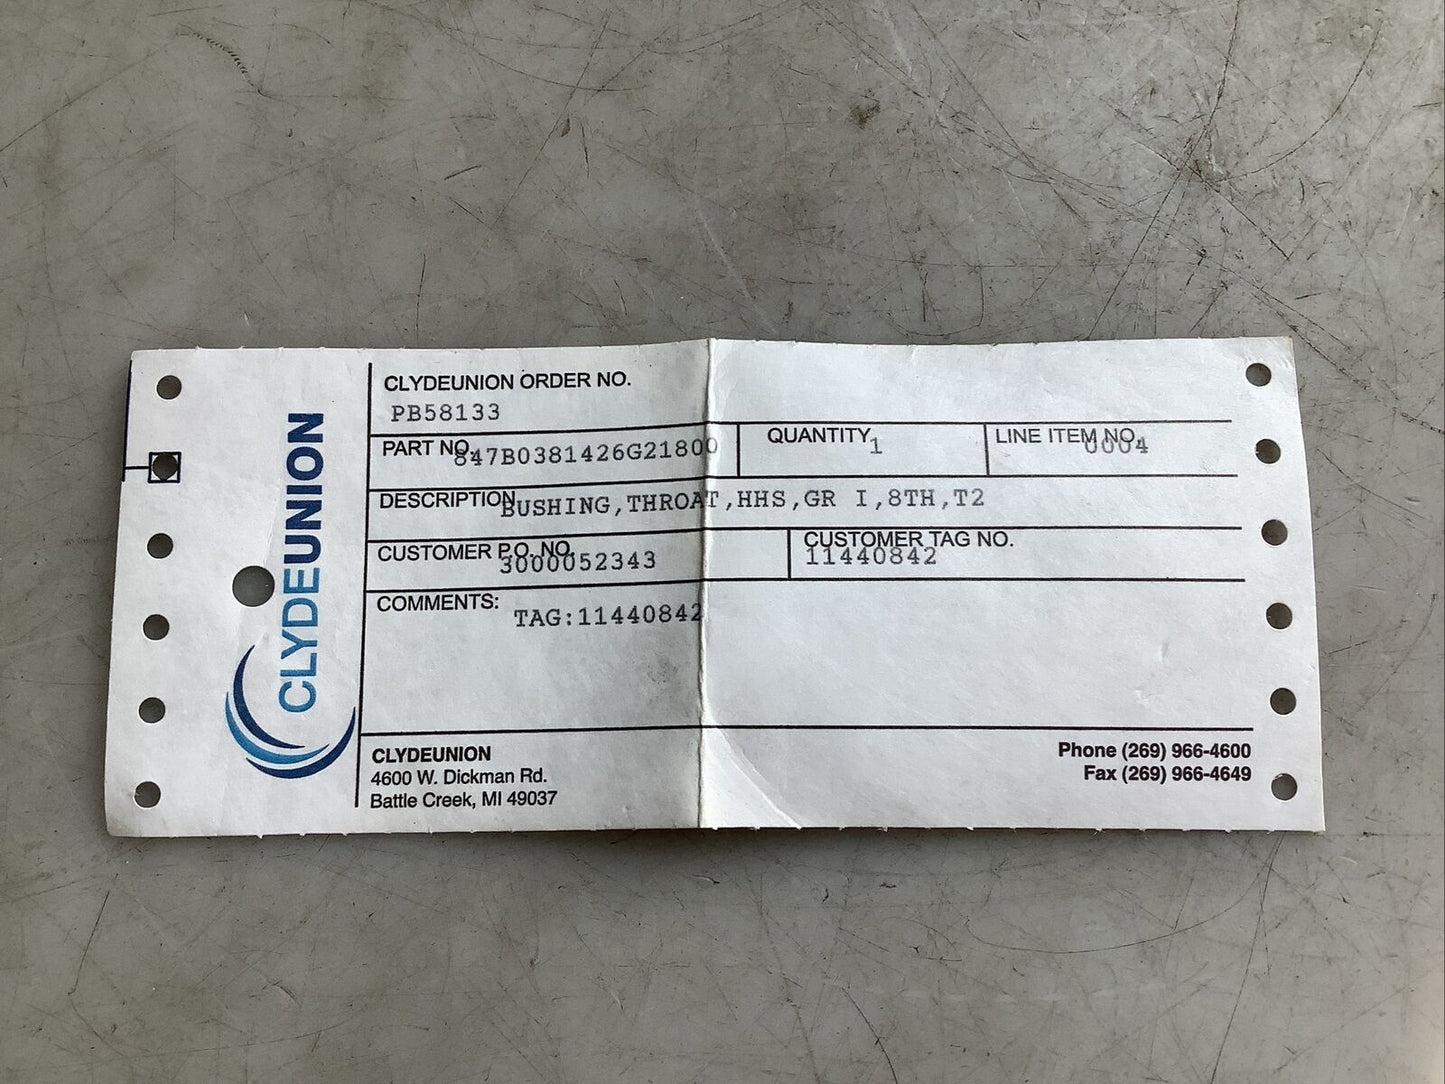 CLYDEUNION
CLYDEUNION ORDER NO.
PB58133
PART NO. 847B0381426G21800
QUANTITY 1
LINE ITEM NO. 0004
DESCRIPTION BUSHING,THROAT,HHS,GR I,8TH,T2
CUSTOMER P.O. NO. 3000052343
CUSTOMER TAG NO.
11440842
COMMENTS: TAG:11440842
CLYDEUNION
4600 W. Dickman Rd.
Battle Creek, MI 49037
Phone (269) 966-4600
Fax (269) 966-4649